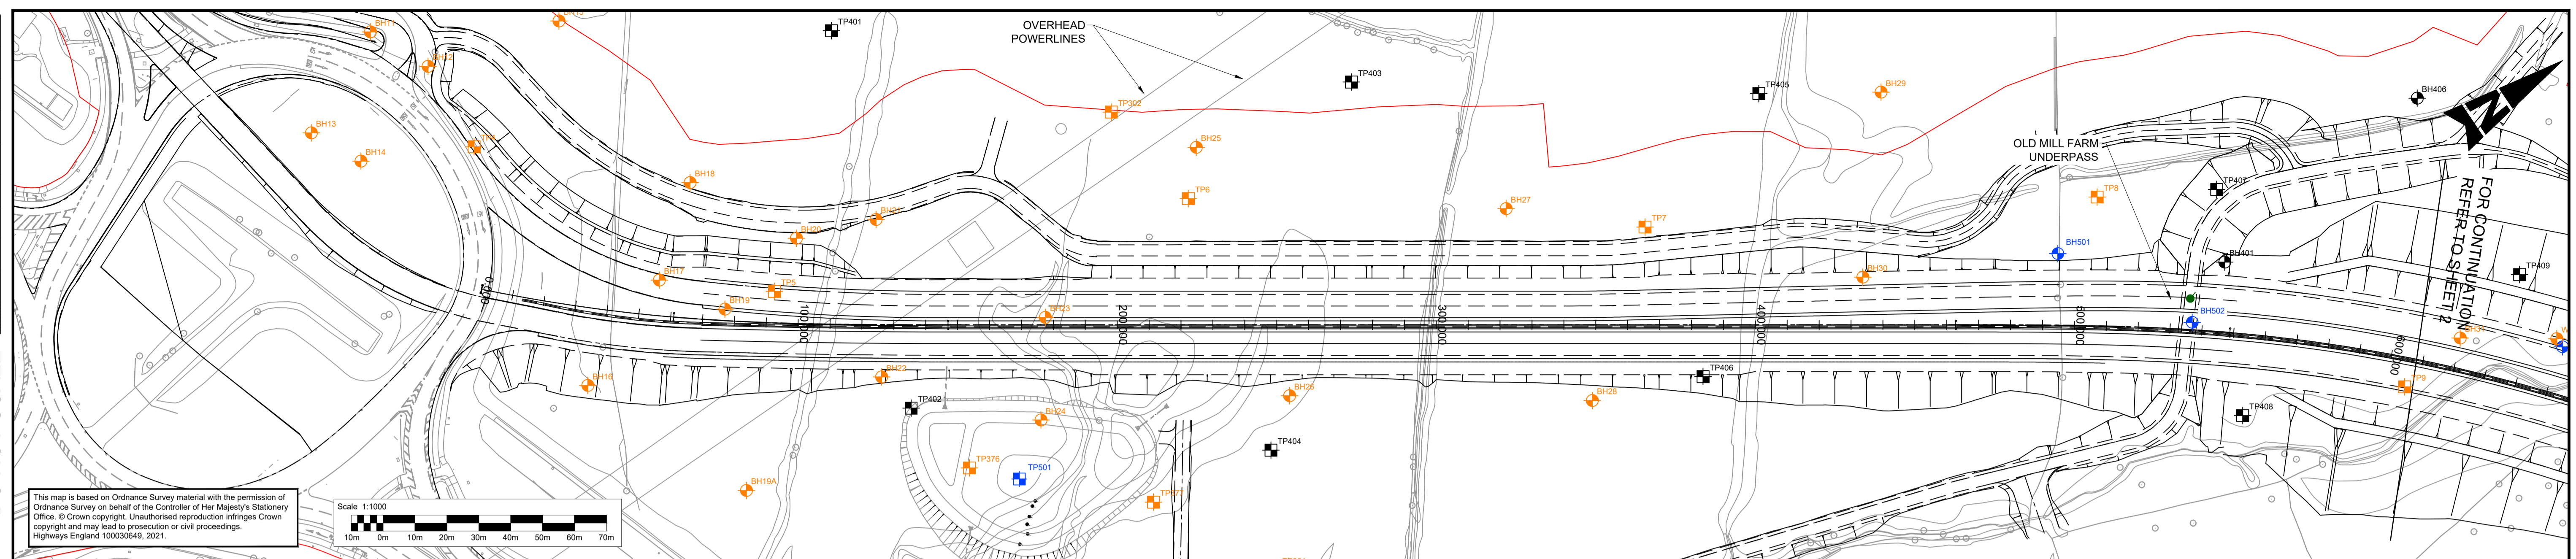 BH11
TP401
OVERHEAD
POWERLINES
TP403
TP405
BH29
BH406
BH13
BH14
TP302
BH25
OLD MILL FARM
UNDERPASS
BH18
TP6
BH27
TP7
TP8
TP407
BH20
BH17
TP5
BH19
BH23
BH30
BH501
BH401
TP409
BH502
FOR CONTINUATION
REFER TO SHEET 2
0.000
100.000
200.000
300.000
400.000
500.000
600.000
N
BH16
BH22
TP402
BH24
BH26
BH28
TP406
TP408
TP9
TP404
TP376
TP501
BH19A
This map is based on Ordnance Survey material with the permission of
Ordnance Survey on behalf of the Controller of Her Majesty's Stationery
Office. © Crown copyright. Unauthorised reproduction infringes Crown
copyright and may lead to prosecution or civil proceedings.
Highways England 100030649, 2021.
Scale 1:1000
10m 0m 10m 20m 30m 40m 50m 60m 70m